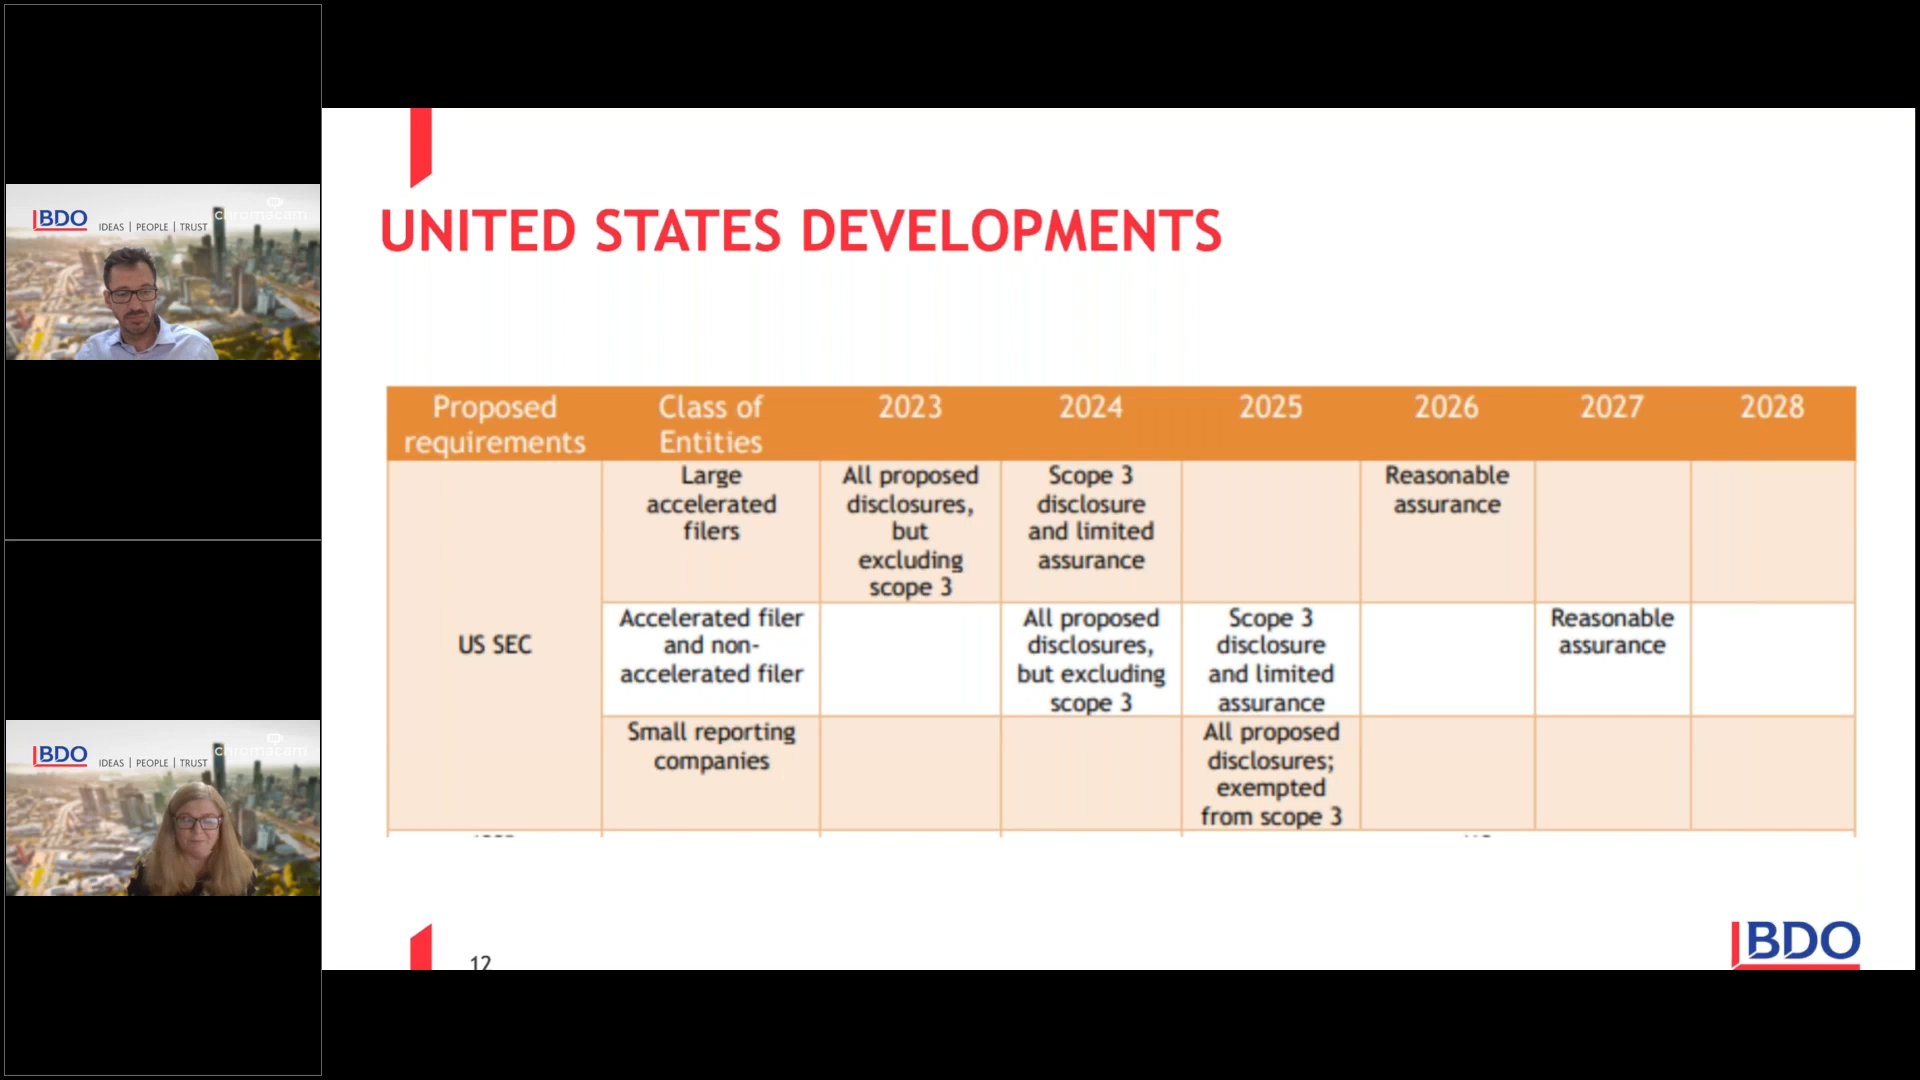 BDO IDEAS | PEOPLE | TRUST
chromacam
BDO IDEAS | PEOPLE | TRUST
chromacam
UNITED STATES DEVELOPMENTS
Proposed
requirements
Class of
Entities
2023
2024
2025
2026
2027
2028
US SEC
Large
accelerated
filers
All proposed
disclosures,
but
excluding
scope 3
Scope 3
disclosure
and limited
assurance
Reasonable
assurance
Accelerated filer
and non-
accelerated filer
All proposed
disclosures,
but excluding
scope 3
Scope 3
disclosure
and limited
assurance
Reasonable
assurance
Small reporting
companies
All proposed
disclosures;
exempted
from scope 3
12
BDO